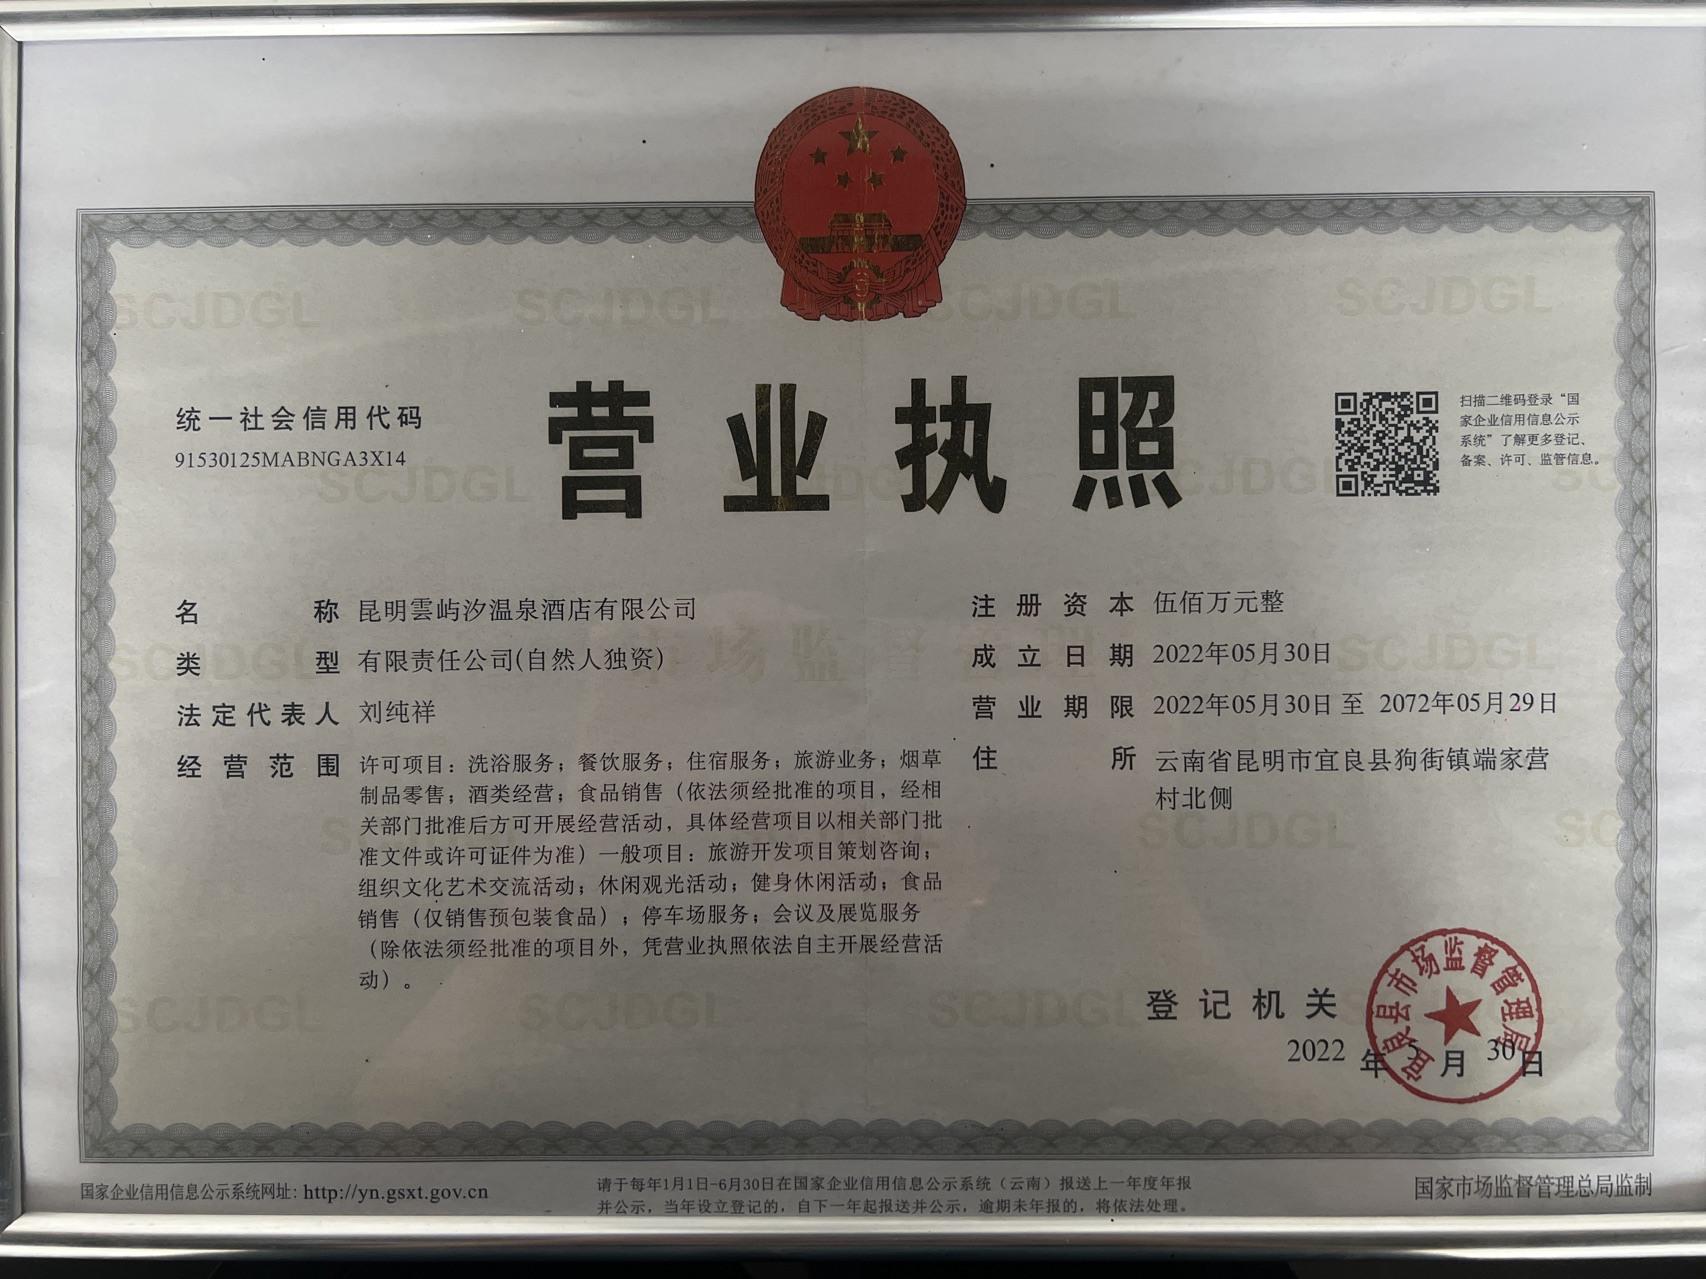 营业执照
统一社会信用代码
91530125MABNGA3X14
扫描二维码登录“国
家企业信用信息公示
系统”了解更多登记、
备案、许可、监管信息。
名称 昆明雲屿汐温泉酒店有限公司
类型 有限责任公司(自然人独资)
法定代表人 刘纯祥
经营范围 许可项目：洗浴服务；餐饮服务；住宿服务；旅游业务；烟草
制品零售；酒类经营；食品销售（依法须经批准的项目，经相
关部门批准后方可开展经营活动，具体经营项目以相关部门批
准文件或许可证件为准）一般项目：旅游开发项目策划咨询；
组织文化艺术交流活动；休闲观光活动；健身休闲活动；食品
销售（仅销售预包装食品）；停车场服务；会议及展览服务
（除依法须经批准的项目外，凭营业执照依法自主开展经营活
动）。
注册资本 伍佰万元整
成立日期 2022年05月30日
营业期限 2022年05月30日 至 2072年05月29日
住所 云南省昆明市宜良县狗街镇端家营
村北侧
登记机关
宜良县市场监督管理局
2022 年 5 月 30 日
国家企业信用信息公示系统网址: http://yn.gsxt.gov.cn
请于每年1月1日-6月30日在国家企业信用信息公示系统（云南）报送上一年度年报
并公示，当年设立登记的，自下一年起报送并公示，逾期未年报的，将依法处理。
国家市场监督管理总局监制
SCJDGL SCJDGL SCJDGL SCJDGL